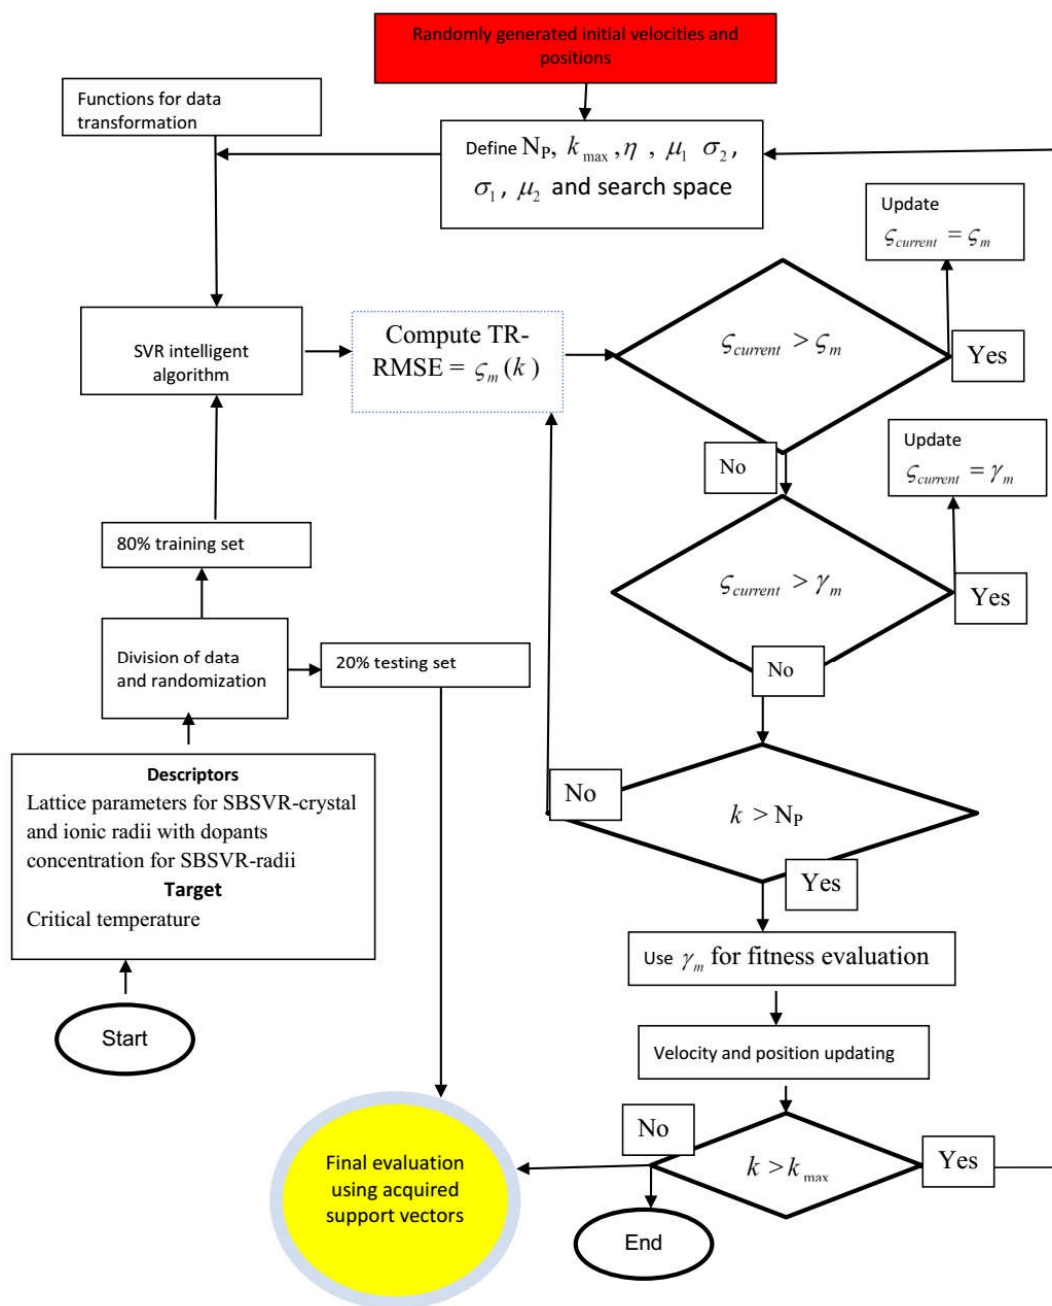 Randomly generated initial velocities and
positions
Functions for data
transformation
Define N_P, k_max, η , μ_1 σ_2,
σ_1, μ_2 and search space
Update
ς_current = ς_m
SVR intelligent
algorithm
Compute TR-
RMSE = ς_m (k)
ς_current > ς_m
Yes
No
Update
ς_current = γ_m
80% training set
ς_current > γ_m
Yes
Division of data
and randomization
20% testing set
No
Descriptors
Lattice parameters for SBSVR-crystal
and ionic radii with dopants
concentration for SBSVR-radii
Target
Critical temperature
No
k > N_P
Yes
Use γ_m for fitness evaluation
Start
Velocity and position updating
No
k > k_max
Yes
Final evaluation
using acquired
support vectors
End